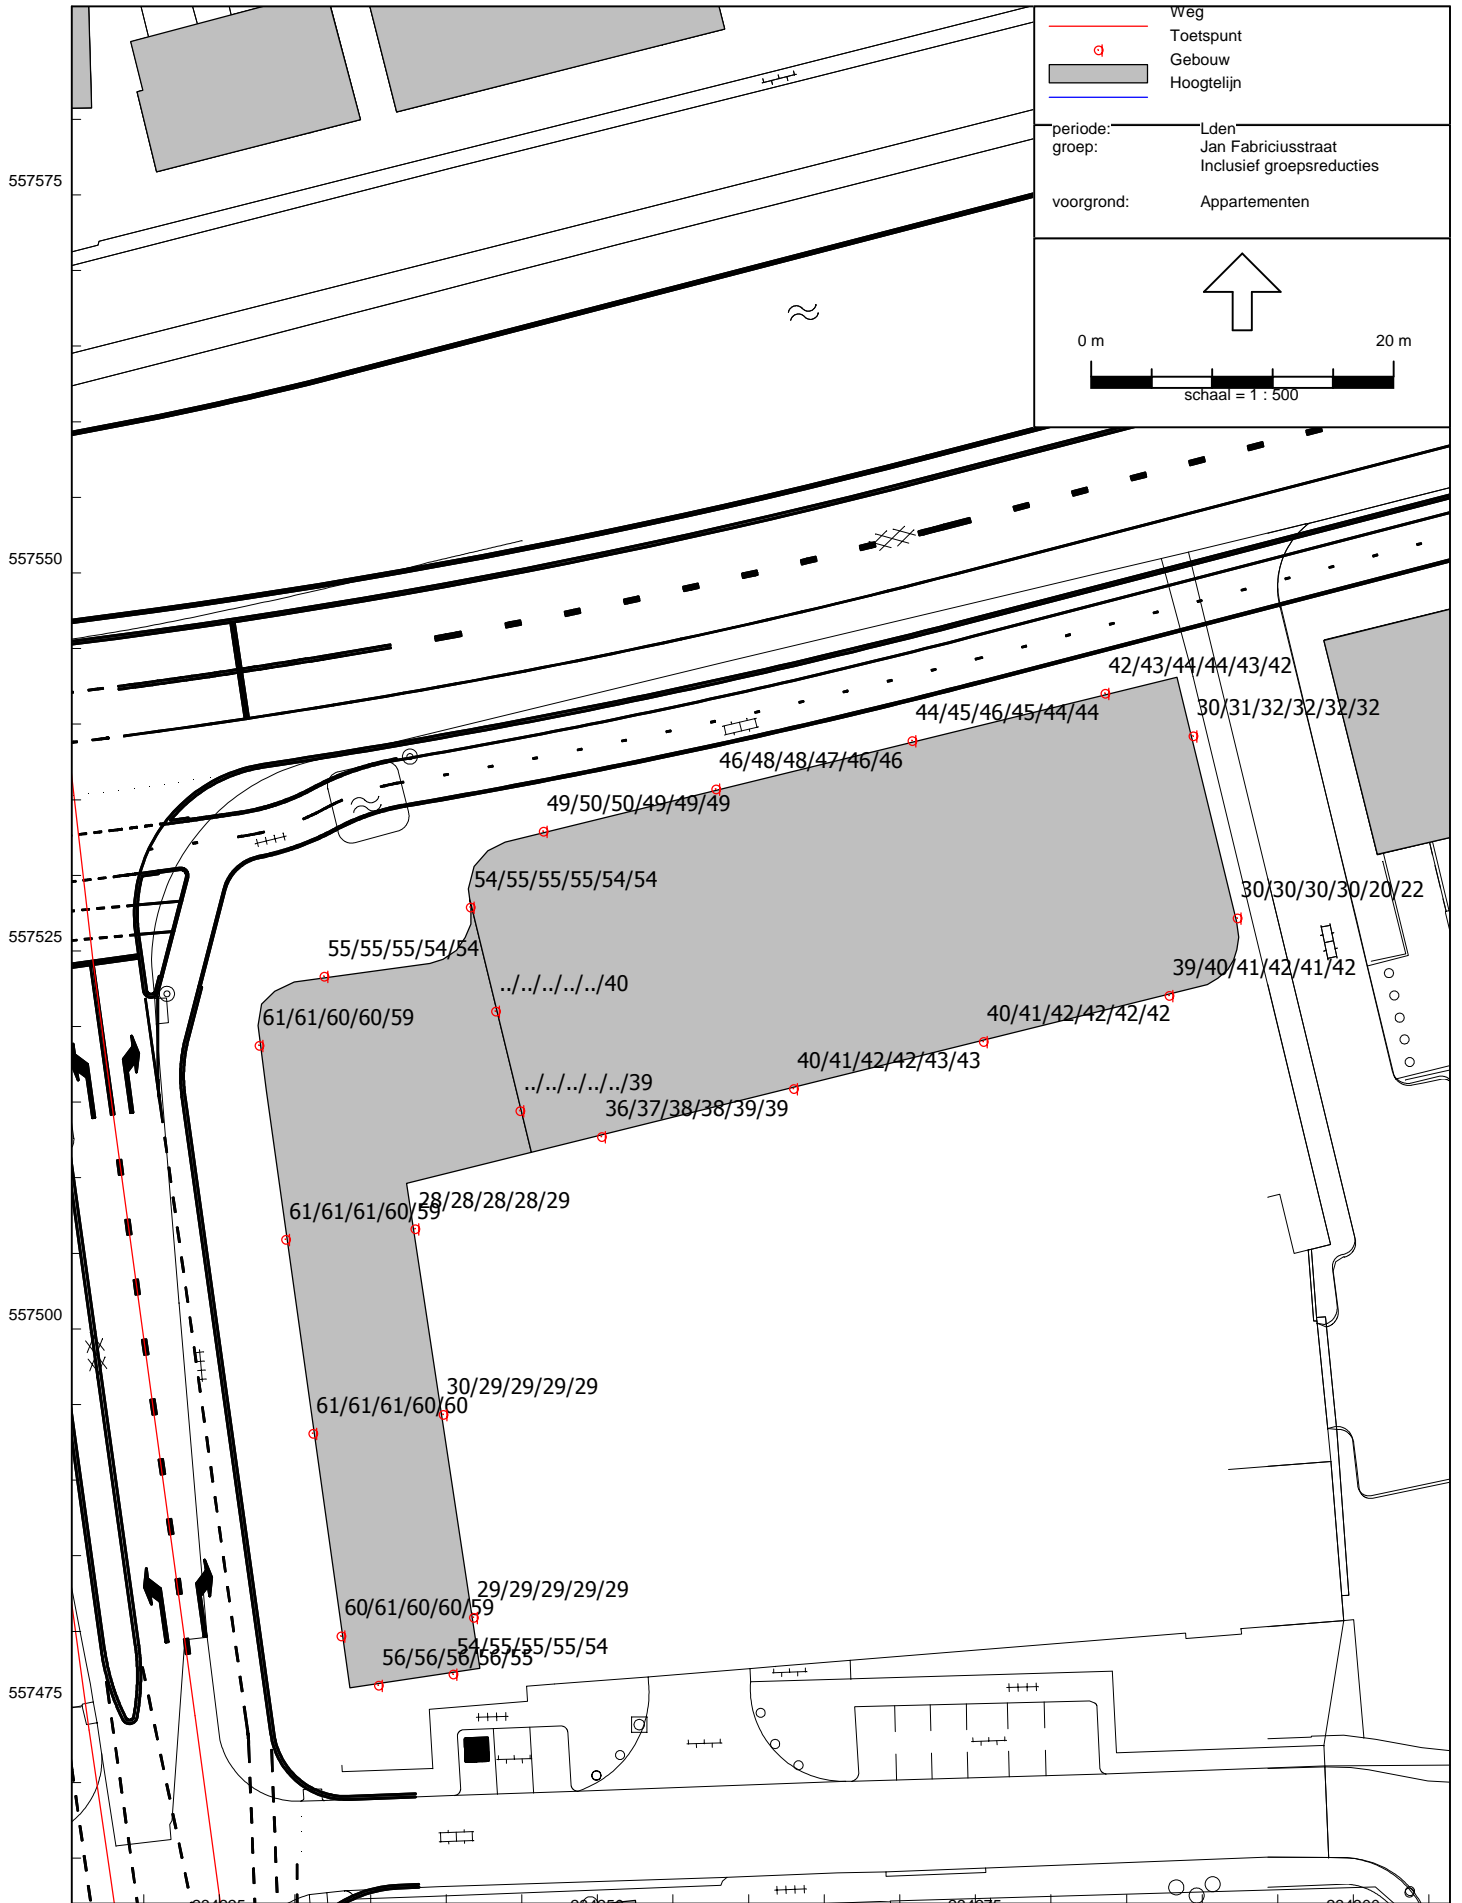 Weg
Toetspunt
Gebouw
Hoogtelijn
periode: Lden
groep: Jan Fabriciusstraat
Inclusief groepsreducties
voorgrond: Appartementen
0 m 20 m
schaal = 1 : 500
557575
557550
557525
557500
557475
42/43/44/44/43/42
30/31/32/32/32/32
44/45/46/45/44/44
46/48/48/47/46/46
49/50/50/49/49/49
54/55/55/55/54/54
30/30/30/30/20/22
55/55/55/54/54
39/40/41/42/41/42
../../../../../40
40/41/42/42/42/42
61/61/60/60/59
40/41/42/42/43/43
../../../../../39
36/37/38/38/39/39
28/28/28/28/29
61/61/61/60/59
30/29/29/29/29
61/61/61/60/60
29/29/29/29/29
60/61/60/60/59
54/55/55/55/54
56/56/56/56/55